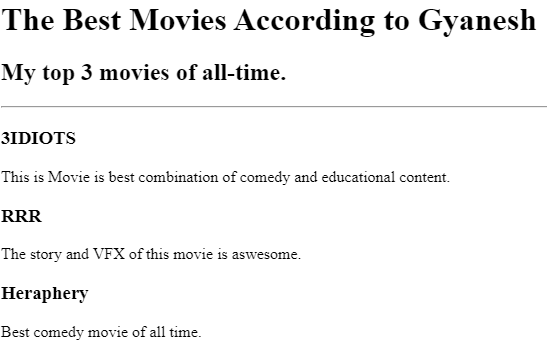 The Best Movies According to Gyanesh
My top 3 movies of all-time.
3IDIOTS
This is Movie is best combination of comedy and educational content.
RRR
The story and VFX of this movie is aswesome.
Heraphery
Best comedy movie of all time.